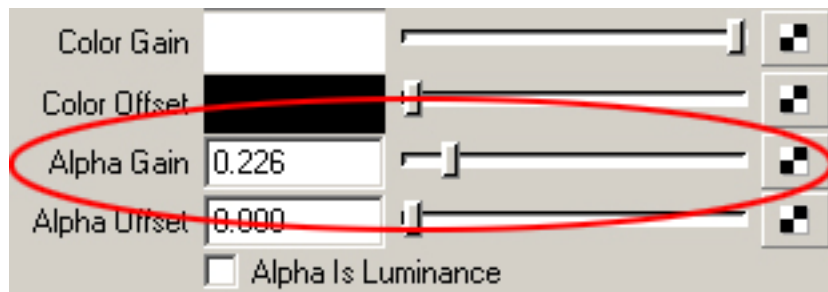 Color Gain
Color Offset
Alpha Gain 0.226
Alpha Offset 0.000
Alpha Is Luminance